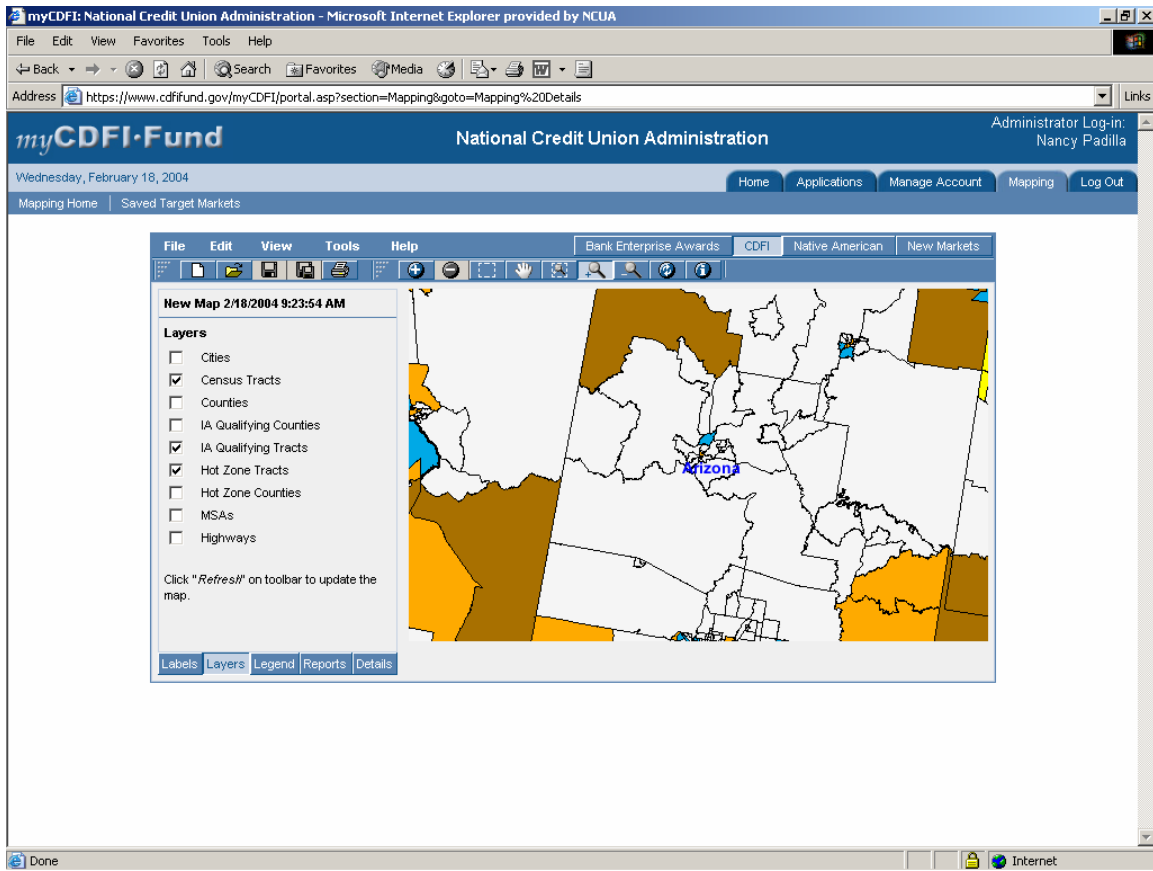 myCDFI: National Credit Union Administration - Microsoft Internet Explorer provided by NCUA
File Edit View Favorites Tools Help
Back Search Favorites Media
Address https://www.cdfifund.gov/myCDFI/portal.asp?section=Mapping&goto=Mapping%20Details Links
myCDFI·Fund National Credit Union Administration Administrator Log-in:
Nancy Padilla
Wednesday, February 18, 2004 Home Applications Manage Account Mapping Log Out
Mapping Home | Saved Target Markets
File Edit View Tools Help Bank Enterprise Awards CDFI Native American New Markets
New Map 2/18/2004 9:23:54 AM
Layers
Cities
Census Tracts
Counties
IA Qualifying Counties
IA Qualifying Tracts
Hot Zone Tracts
Hot Zone Counties
MSAs
Highways
Arizona
Click "Refresh" on toolbar to update the
map.
Labels Layers Legend Reports Details
Done Internet